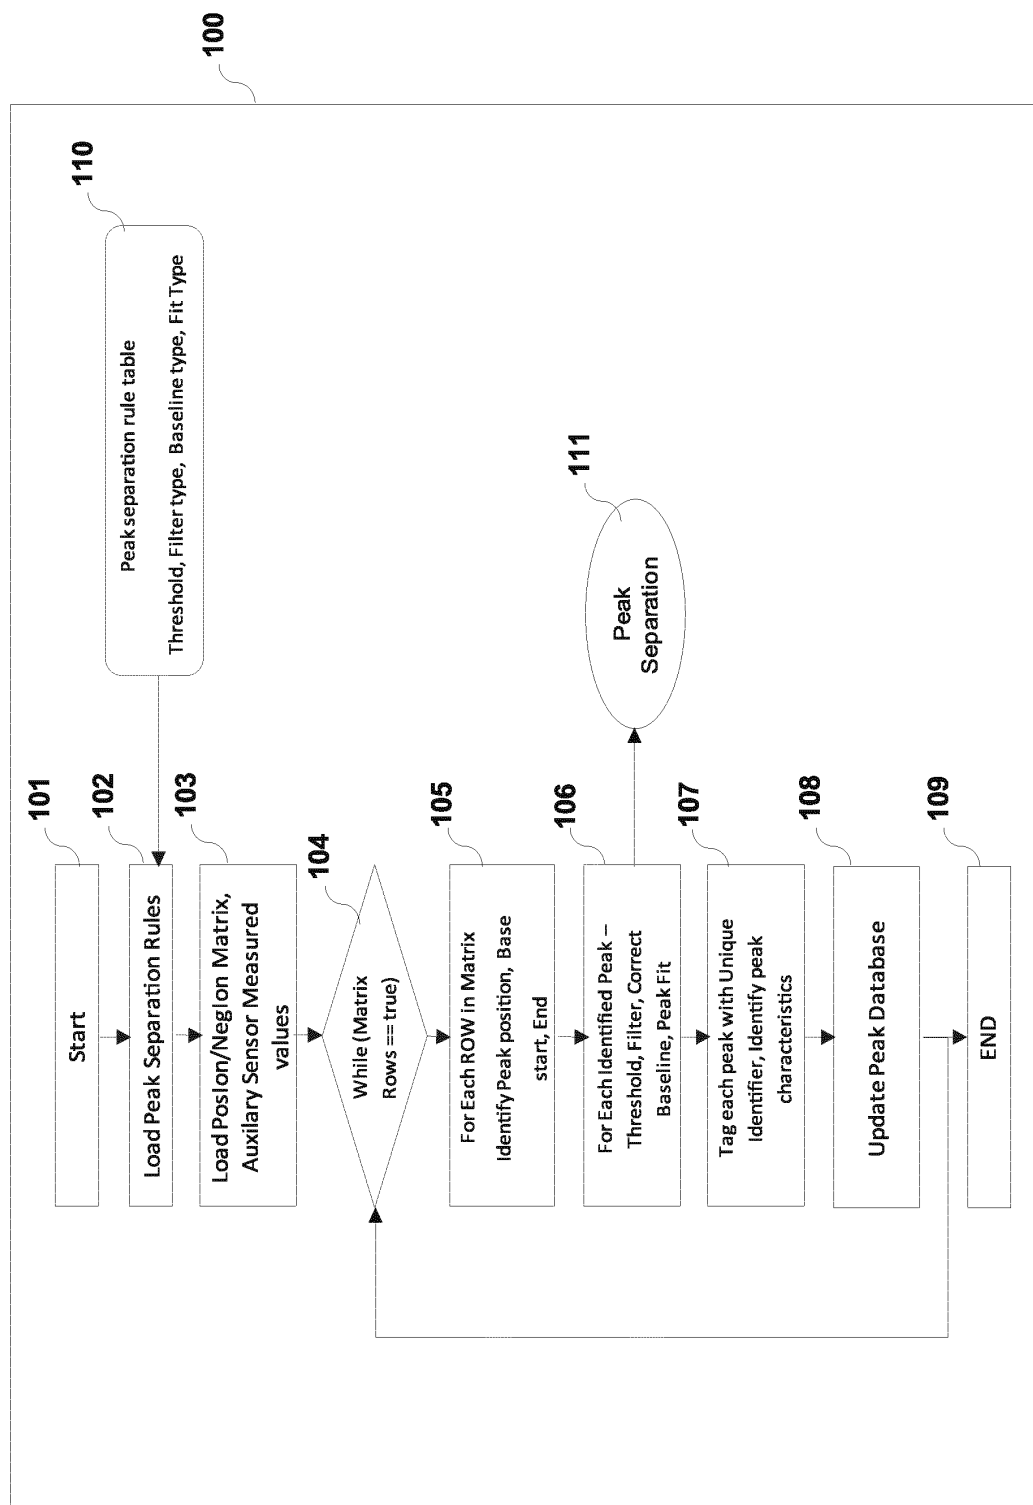 100
110
Peak separation rule table
Threshold, Filter type, Baseline type, Fit Type
101
Start
102
Load Peak Separation Rules
103
Load PosIon/NegIon Matrix,
Auxilary Sensor Measured
values
104
While (Matrix
Rows == true)
105
For Each ROW in Matrix
Identify Peak position, Base
start, End
106
For Each Identified Peak –
Threshold, Filter, Correct
Baseline, Peak Fit
111
Peak
Separation
107
Tag each peak with Unique
Identifier, Identify peak
characteristics
108
Update Peak Database
109
END